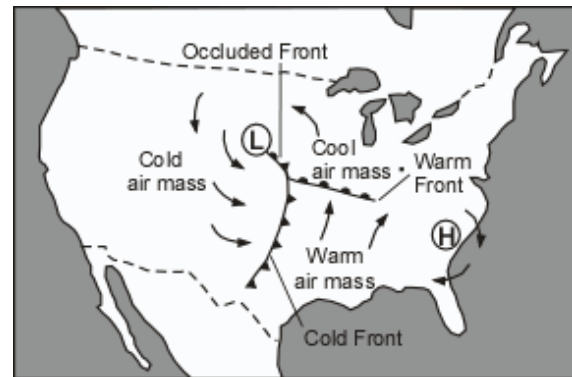 Occluded Front
L
Cold
air mass
Cool
air mass
Warm
Front
H
Warm
air mass
Cold Front